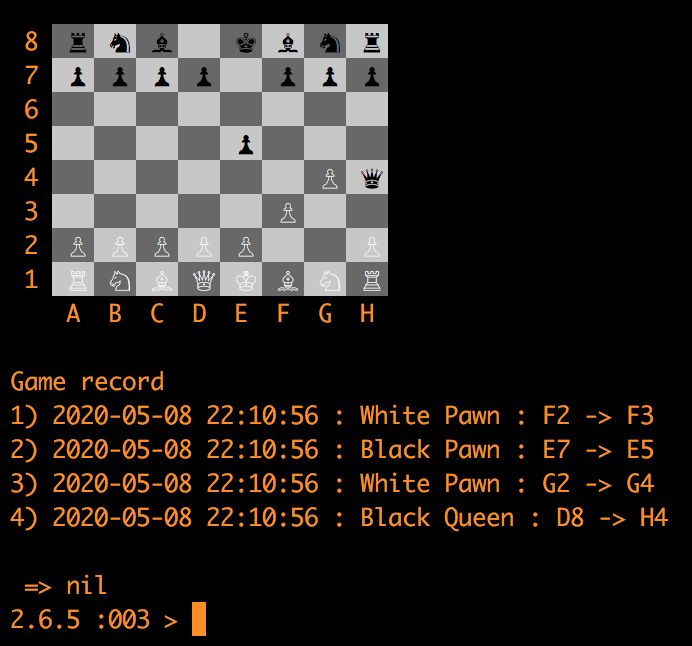 8
7
6
5
4
3
2
1
A B C D E F G H
Game record
1) 2020-05-08 22:10:56 : White Pawn : F2 -> F3
2) 2020-05-08 22:10:56 : Black Pawn : E7 -> E5
3) 2020-05-08 22:10:56 : White Pawn : G2 -> G4
4) 2020-05-08 22:10:56 : Black Queen : D8 -> H4
=> nil
2.6.5 :003 >